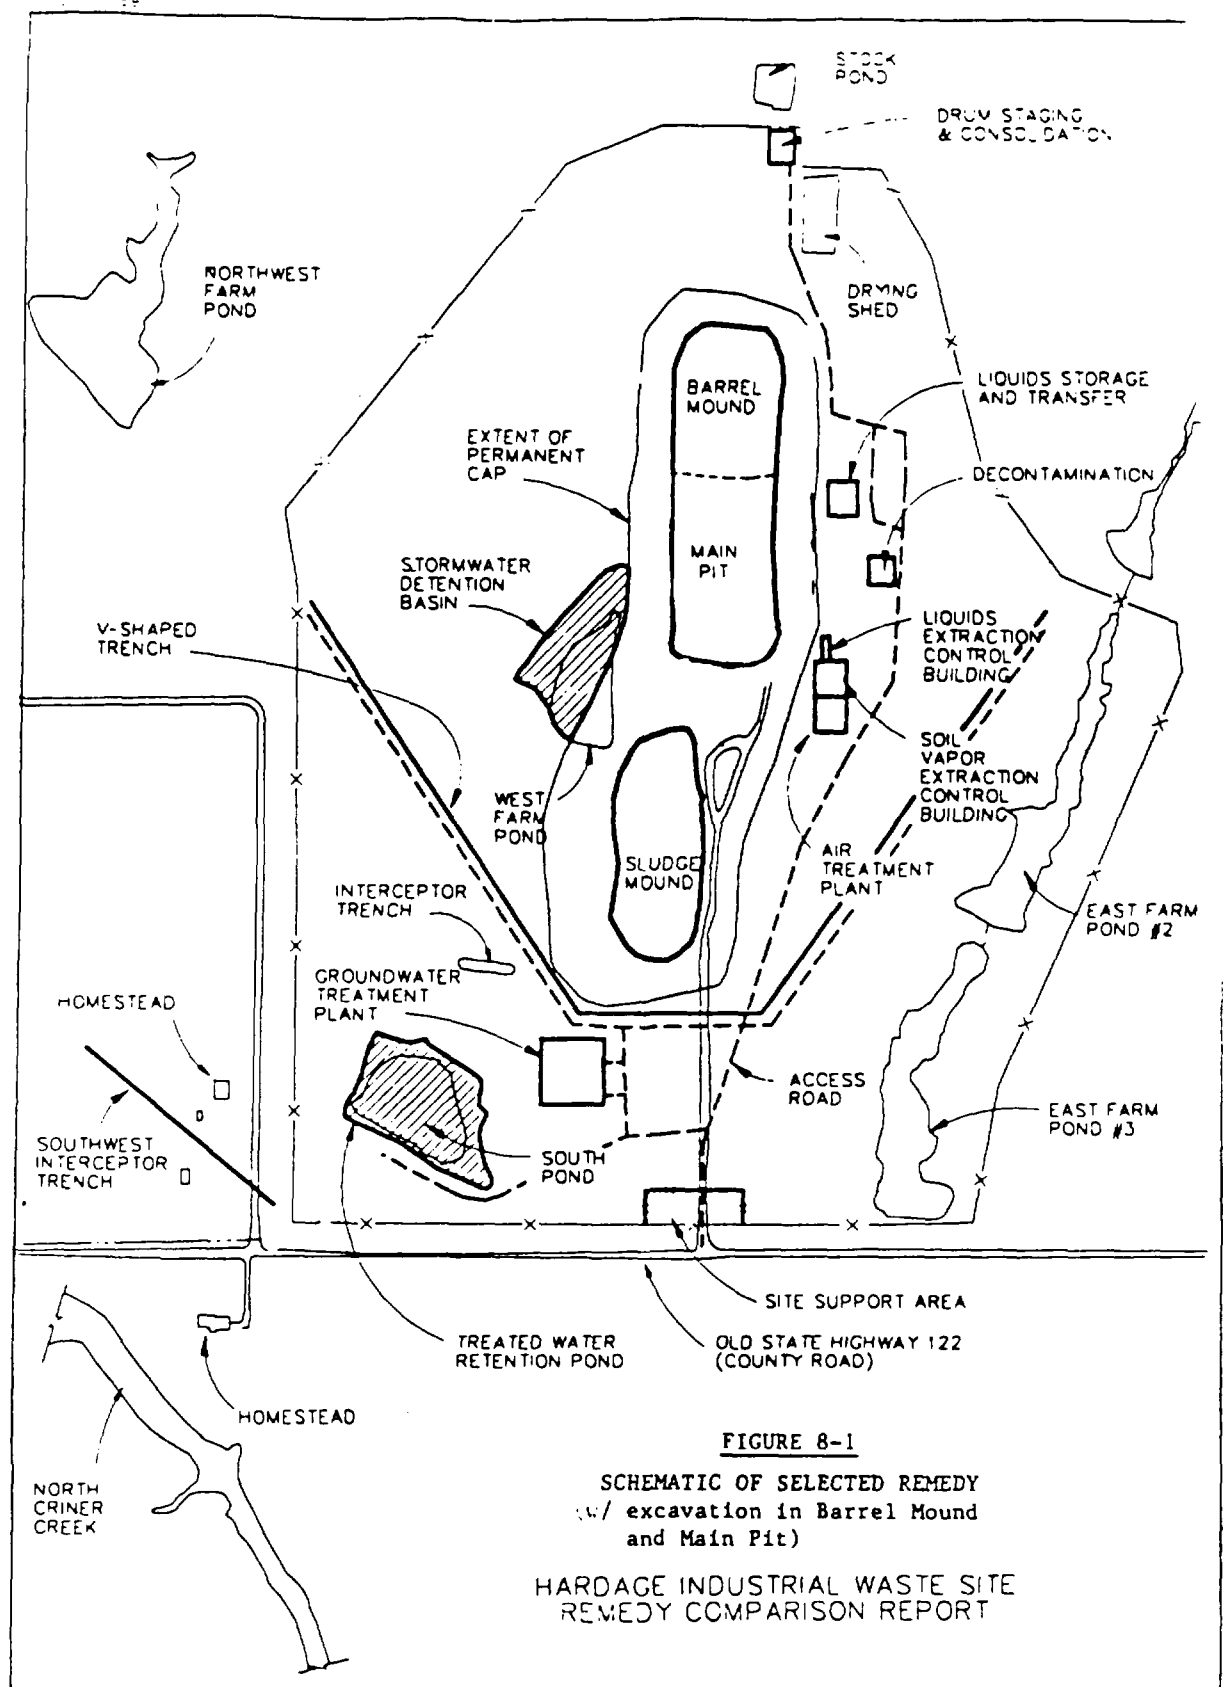 STOCK
POND
DRUM STAGING
& CONSOLIDATION
NORTHWEST
FARM
POND
DRYING
SHED
LIQUIDS STORAGE
AND TRANSFER
BARREL
MOUND
EXTENT OF
PERMANENT
CAP
DECONTAMINATION
MAIN
PIT
STORMWATER
DETENTION
BASIN
V-SHAPED
TRENCH
LIQUIDS
EXTRACTION
CONTROL
BUILDING
SOIL
VAPOR
EXTRACTION
CONTROL
BUILDING
WEST
FARM
POND
SLUDGE
MOUND
AIR
TREATMENT
PLANT
INTERCEPTOR
TRENCH
EAST FARM
POND #2
GROUNDWATER
TREATMENT
PLANT
HOMESTEAD
ACCESS
ROAD
EAST FARM
POND #3
SOUTHWEST
INTERCEPTOR
TRENCH
SOUTH
POND
SITE SUPPORT AREA
TREATED WATER
RETENTION POND
OLD STATE HIGHWAY 122
(COUNTY ROAD)
HOMESTEAD
NORTH
CRINER
CREEK
FIGURE 8-1
SCHEMATIC OF SELECTED REMEDY
(w/ excavation in Barrel Mound
and Main Pit)
HARDAGE INDUSTRIAL WASTE SITE
REMEDY COMPARISON REPORT